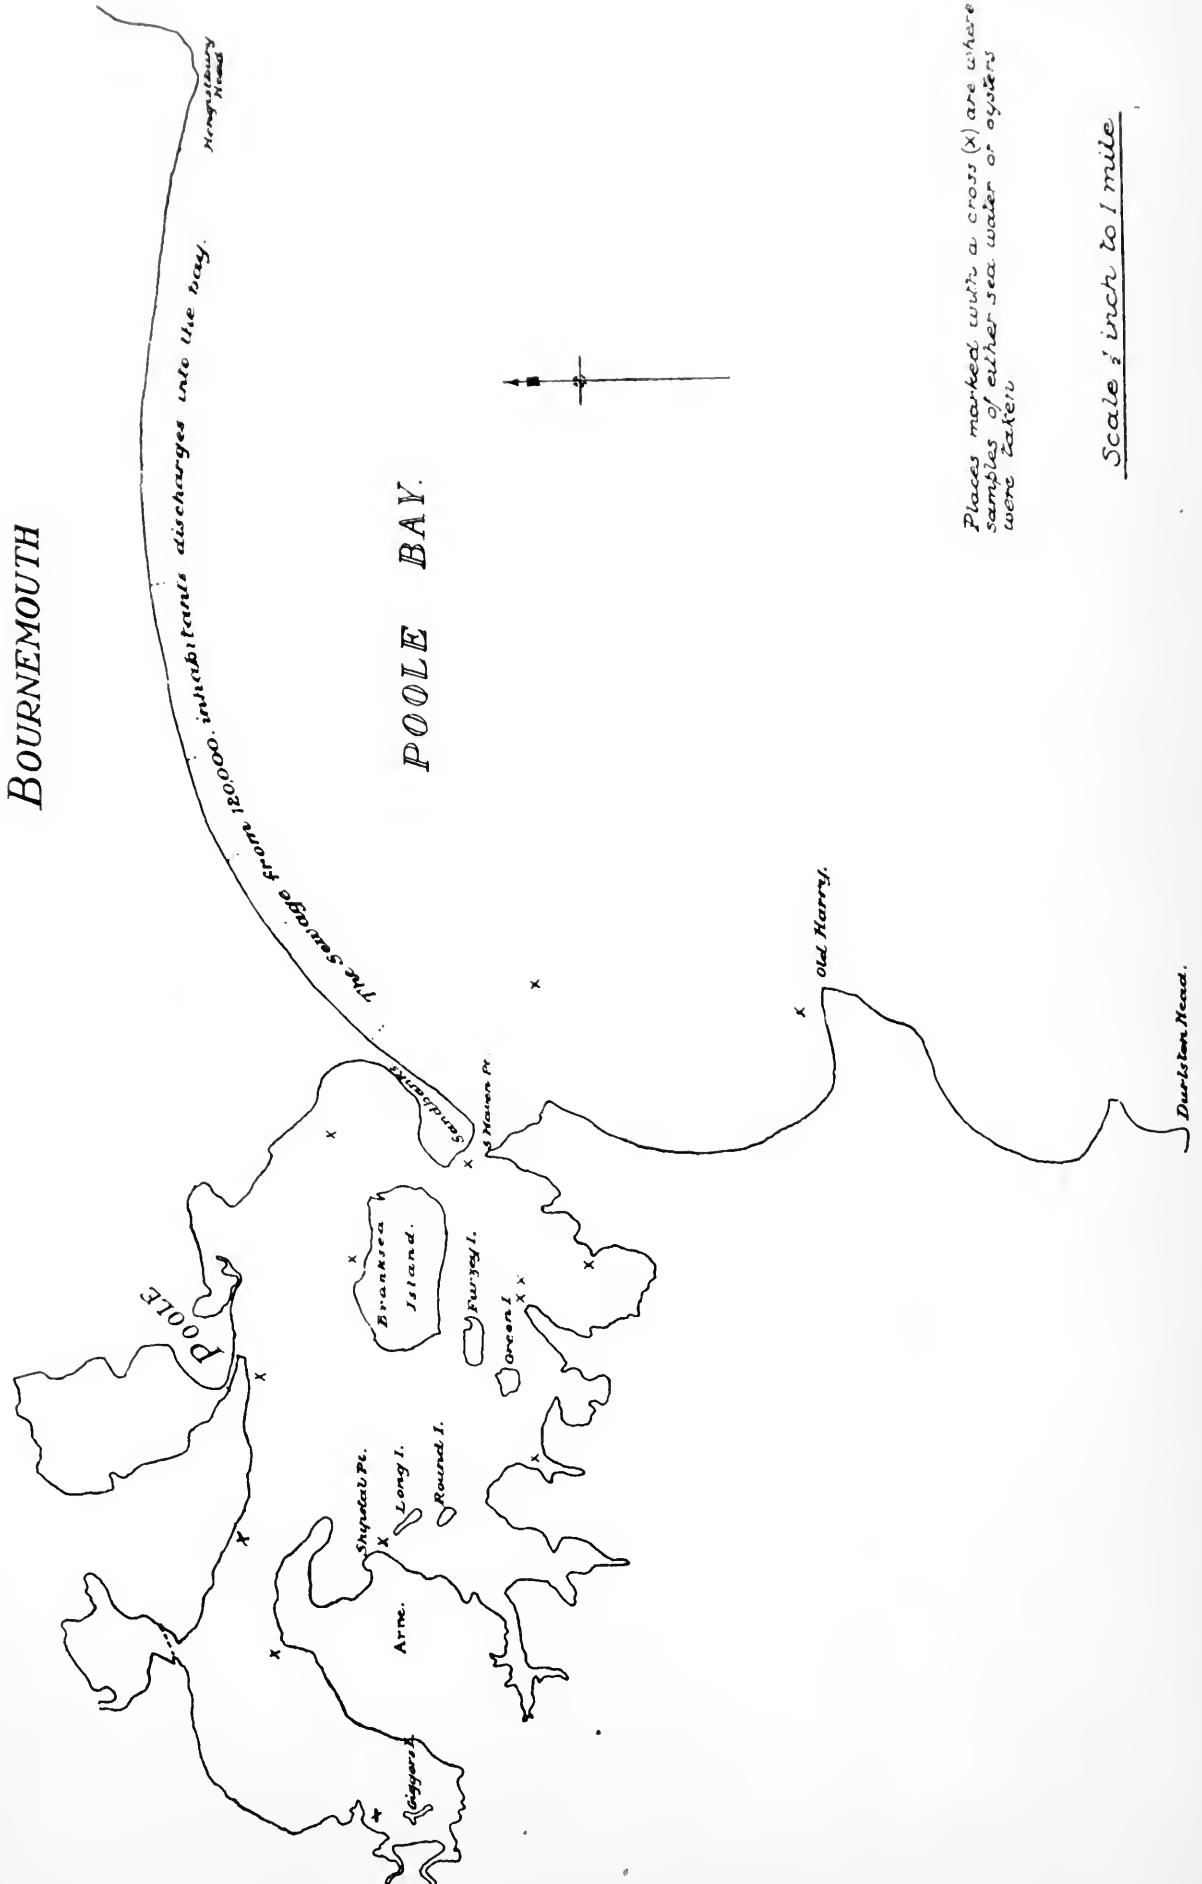 BOURNEMOUTH
Hengistbury
Head
The Sewage from 120,000. inhabitants discharges into the bay.
POOLE BAY.
POOLE
Sandbanks
S Haven Pt.
Branksea
Island.
Furzey I.
Green I.
Shipstal Pt.
Long I.
Round I.
Arne.
Giggers I.
Old Harry.
Durlston Head.
Places marked with a cross (x) are where
samples of either sea water or oysters
were taken
Scale ½ inch to 1 mile